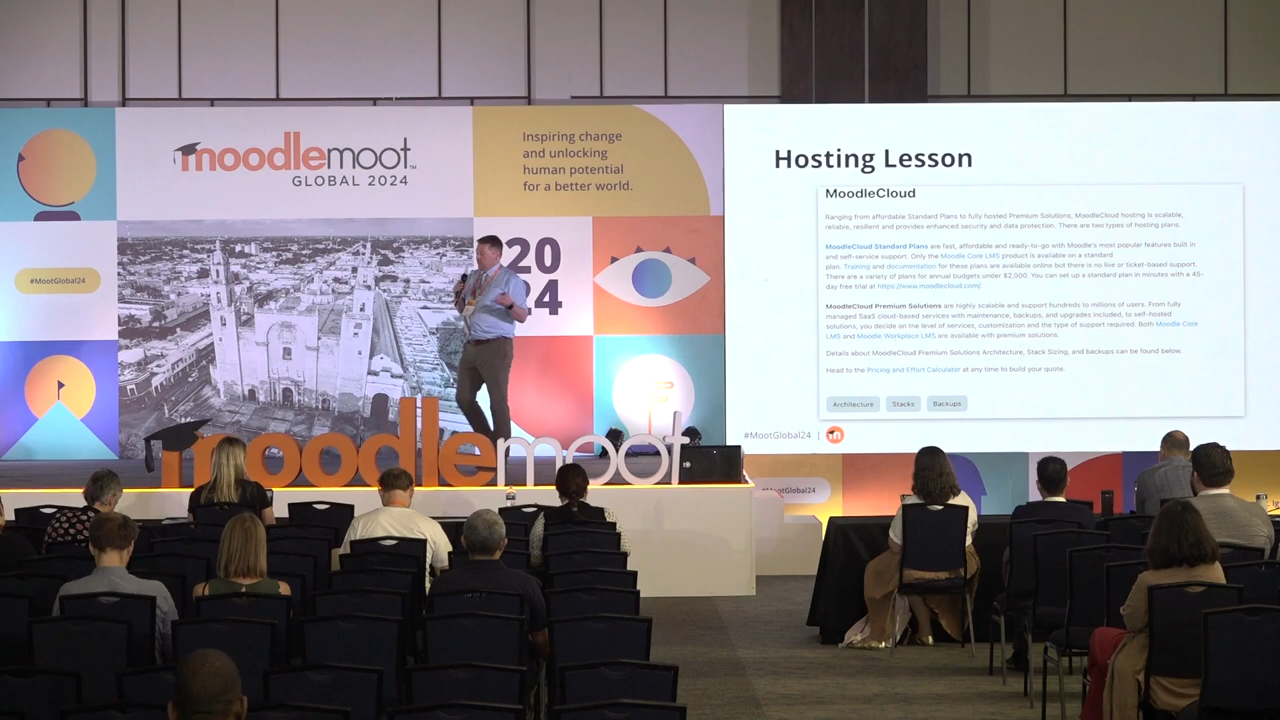 moodlemoot™
GLOBAL 2024
Inspiring change
and unlocking
human potential
for a better world.
#MootGlobal24
20
24
moodlemoot
Hosting Lesson
MoodleCloud
Ranging from affordable Standard Plans to fully hosted Premium Solutions, MoodleCloud hosting is scalable,
reliable, resilient and provides enhanced security and data protection. There are two types of hosting plans.
MoodleCloud Standard Plans are fast, affordable and ready-to-go with Moodle's most popular features built in
and self-service support. Only the Moodle Core LMS product is available on a standard
plan. Training and documentation for these plans are available online but there is no live or ticket-based support.
There are a variety of plans for annual budgets under $2,000. You can set up a standard plan in minutes with a 45-
day free trial at https://www.moodlecloud.com/.
MoodleCloud Premium Solutions are highly scalable and support hundreds to millions of users. From fully
managed SaaS cloud-based services with maintenance, backups, and upgrades included, to self-hosted
solutions, you decide on the level of services, customization and the type of support required. Both Moodle Core
LMS and Moodle Workplace LMS are available with premium solutions.
Details about MoodleCloud Premium Solutions Architecture, Stack Sizing, and backups can be found below.
Head to the Pricing and Effort Calculator at any time to build your quote.
Architecture Stacks Backups
#MootGlobal24 | m
#MootGlobal24